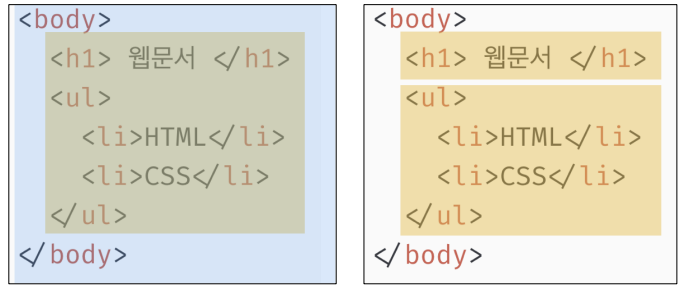 <body>
<h1> 웹문서 </h1>
<ul>
<li>HTML</li>
<li>CSS</li>
</ul>
</body>
<body>
<h1> 웹문서 </h1>
<ul>
<li>HTML</li>
<li>CSS</li>
</ul>
</body>